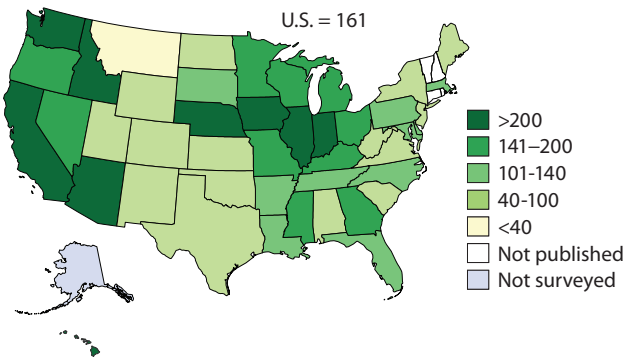 U.S. = 161
>200
141–200
101-140
40-100
<40
Not published
Not surveyed